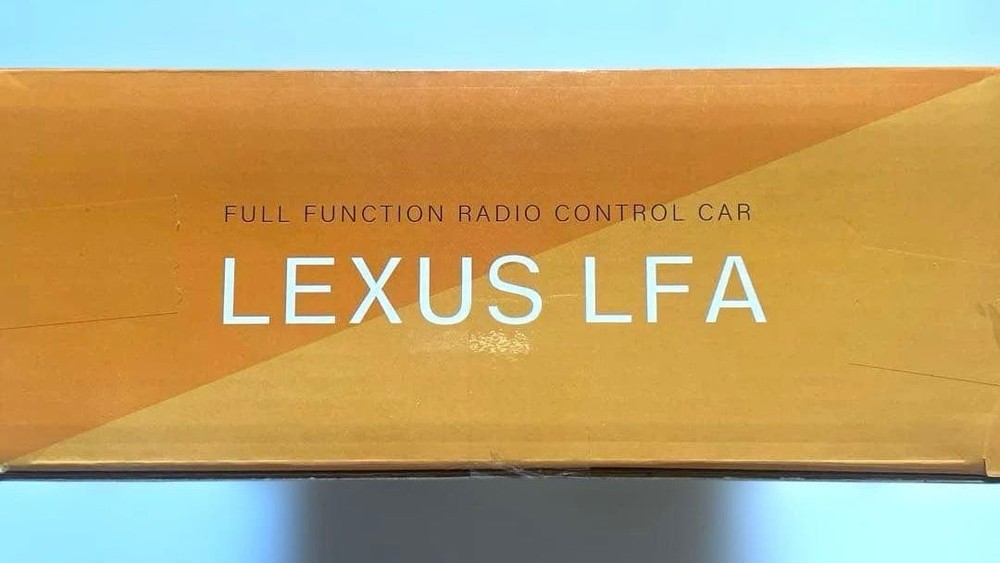 FULL FUNCTION RADIO CONTROL CAR
LEXUS LFA